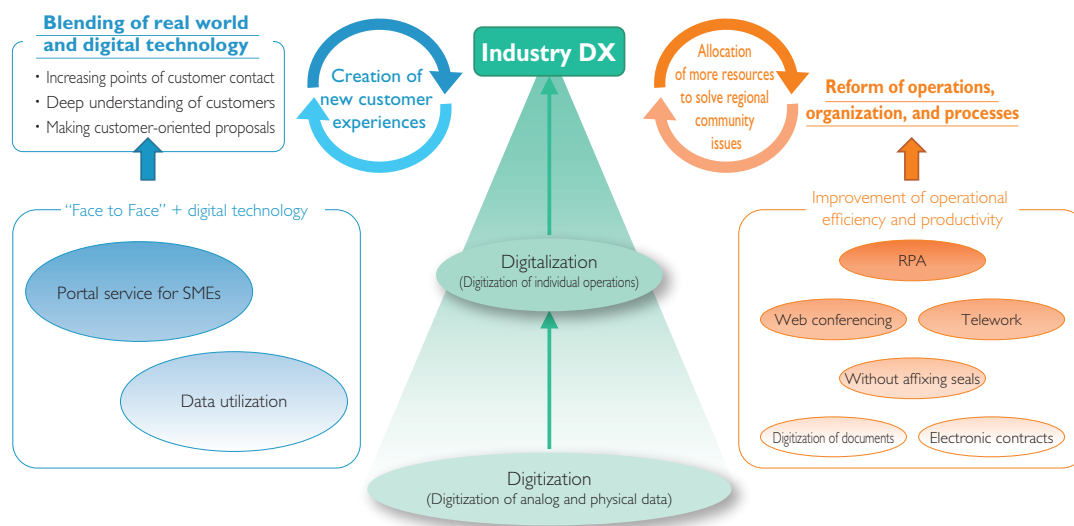 Blending of real world
and digital technology
・Increasing points of customer contact
・Deep understanding of customers
・Making customer-oriented proposals
Creation of
new customer
experiences
Industry DX
Allocation
of more resources
to solve regional
community
issues
Reform of operations,
organization, and processes
“Face to Face” + digital technology
Portal service for SMEs
Data utilization
Digitalization
(Digitization of individual operations)
Digitization
(Digitization of analog and physical data)
Improvement of operational
efficiency and productivity
RPA
Web conferencing
Telework
Without affixing seals
Digitization of documents
Electronic contracts